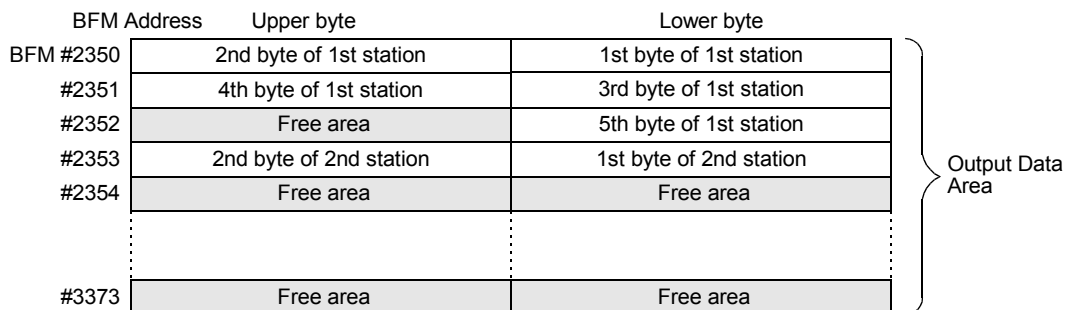 BFM Address Upper byte Lower byte
BFM #2350 2nd byte of 1st station 1st byte of 1st station
#2351 4th byte of 1st station 3rd byte of 1st station
#2352 Free area 5th byte of 1st station
#2353 2nd byte of 2nd station 1st byte of 2nd station
#2354 Free area Free area
Output Data
Area
#3373 Free area Free area